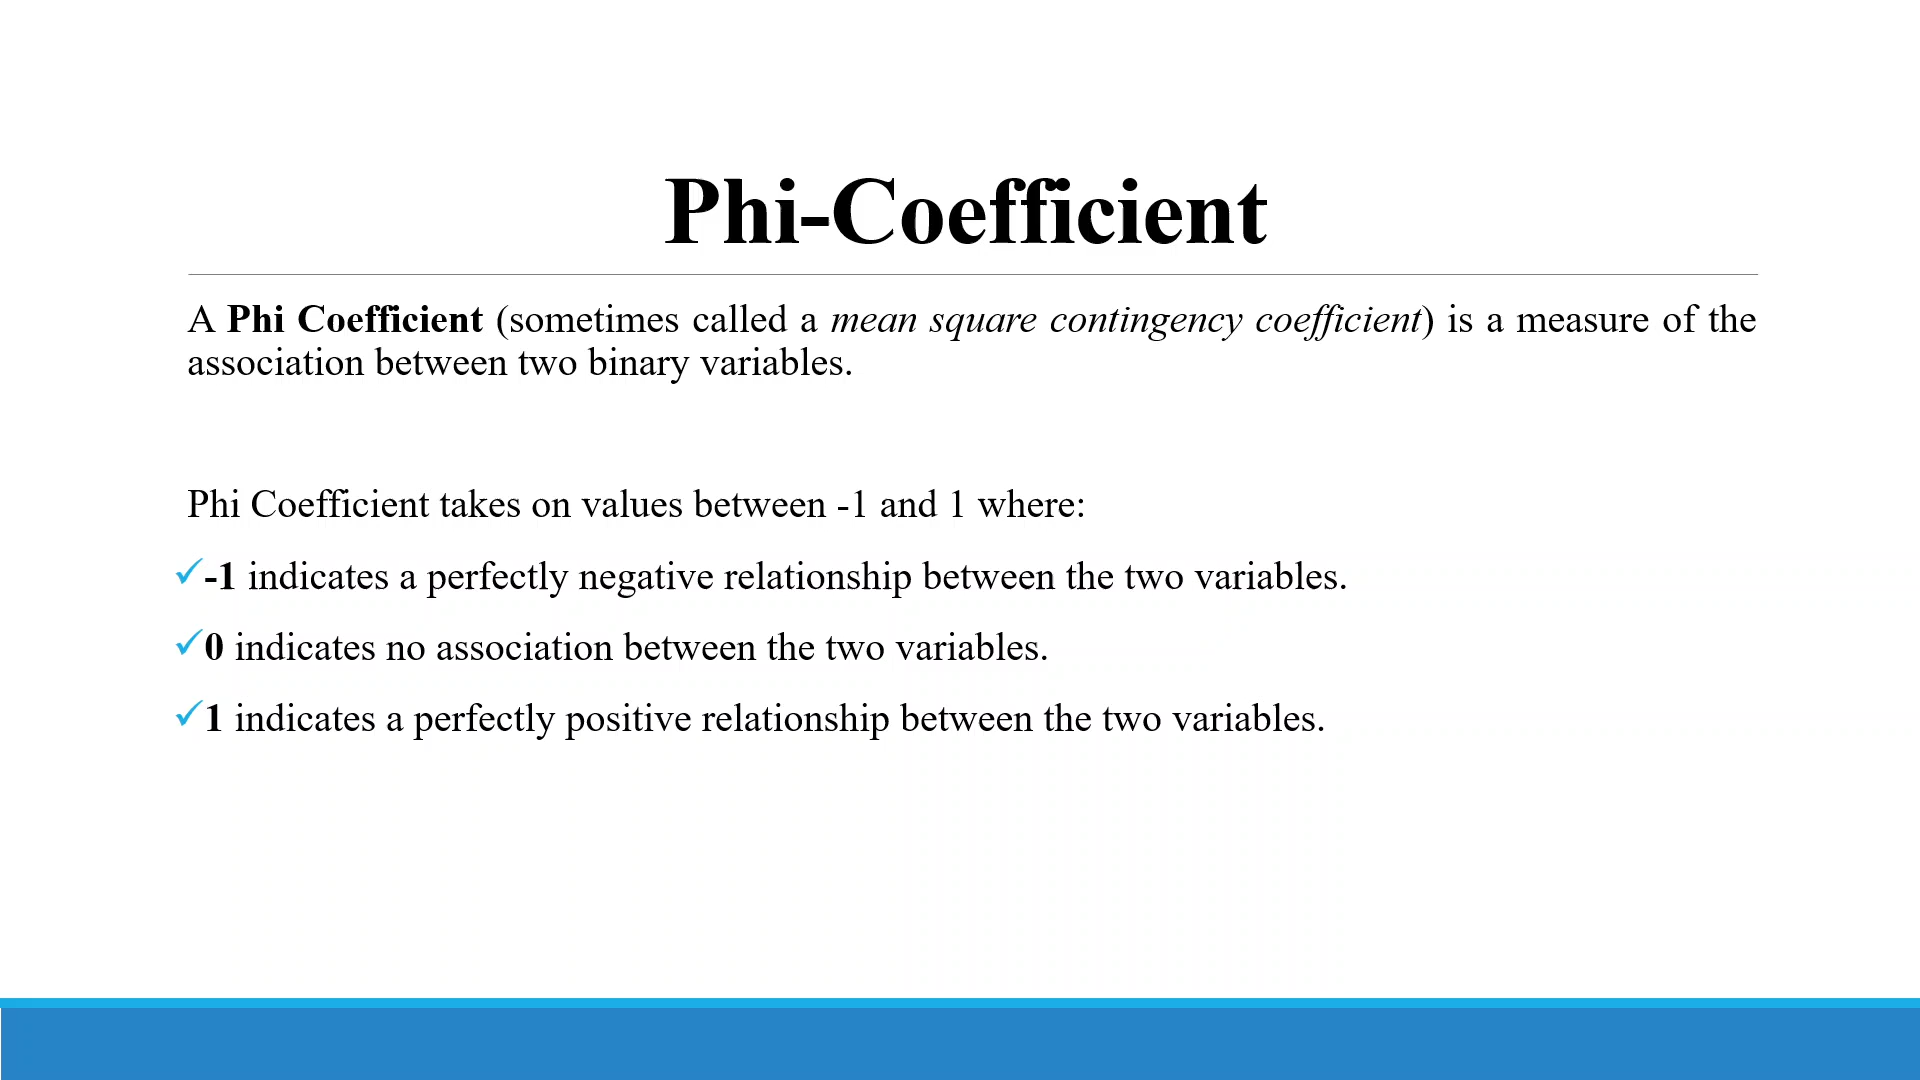 Phi-Coefficient
A Phi Coefficient (sometimes called a mean square contingency coefficient) is a measure of the
association between two binary variables.
Phi Coefficient takes on values between -1 and 1 where:
✓-1 indicates a perfectly negative relationship between the two variables.
✓0 indicates no association between the two variables.
✓1 indicates a perfectly positive relationship between the two variables.